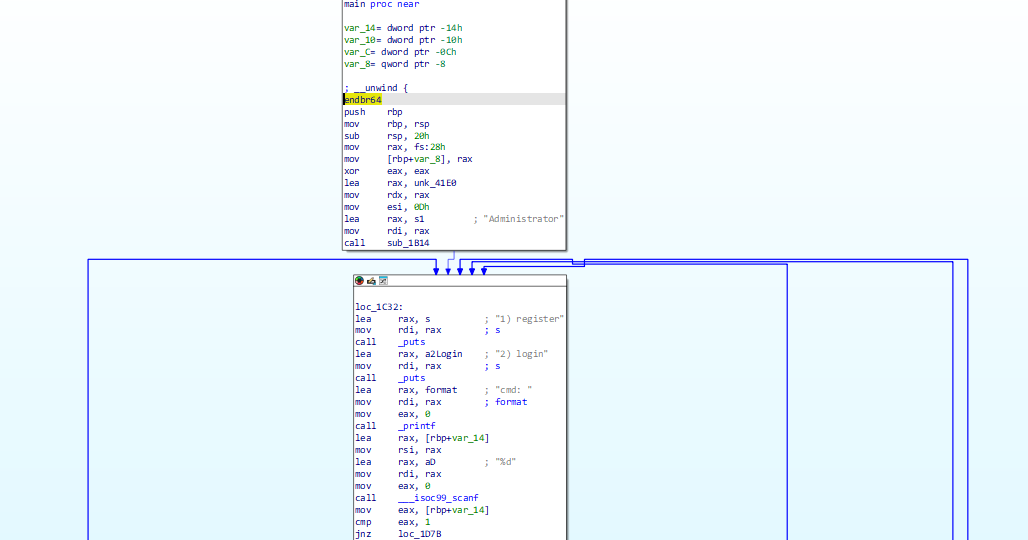 main proc near
var_14= dword ptr -14h
var_10= dword ptr -10h
var_C= dword ptr -0Ch
var_8= qword ptr -8
; __unwind {
endbr64
push rbp
mov rbp, rsp
sub rsp, 20h
mov rax, fs:28h
mov [rbp+var_8], rax
xor eax, eax
lea rax, unk_41E0
mov rdx, rax
mov esi, 0Dh
lea rax, s1 ; "Administrator"
mov rdi, rax
call sub_1B14
loc_1C32:
lea rax, s ; "1) register"
mov rdi, rax ; s
call _puts
lea rax, a2Login ; "2) login"
mov rdi, rax ; s
call _puts
lea rax, format ; "cmd: "
mov rdi, rax ; format
mov eax, 0
call _printf
lea rax, [rbp+var_14]
mov rsi, rax
lea rax, aD ; "%d"
mov rdi, rax
mov eax, 0
call ___isoc99_scanf
mov eax, [rbp+var_14]
cmp eax, 1
jnz loc_1D7B